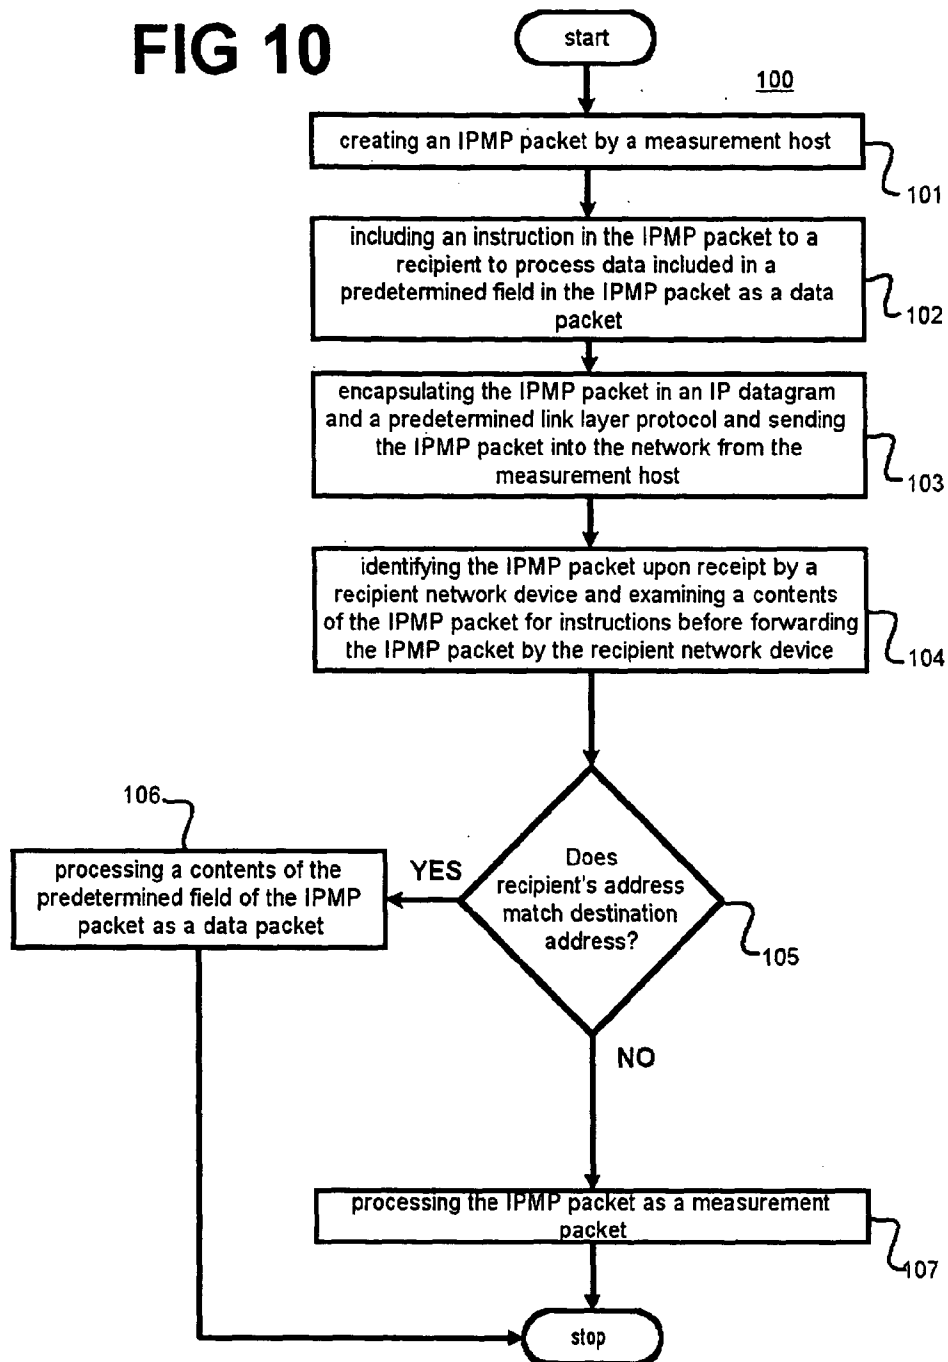 FIG 10
start
100
creating an IPMP packet by a measurement host
101
including an instruction in the IPMP packet to a
recipient to process data included in a
predetermined field in the IPMP packet as a data
packet
102
encapsulating the IPMP packet in an IP datagram
and a predetermined link layer protocol and sending
the IPMP packet into the network from the
measurement host
103
identifying the IPMP packet upon receipt by a
recipient network device and examining a contents
of the IPMP packet for instructions before forwarding
the IPMP packet by the recipient network device
104
Does
recipient's address
match destination
address?
105
YES
106
processing a contents of the
predetermined field of the IPMP
packet as a data packet
NO
processing the IPMP packet as a measurement
packet
107
stop